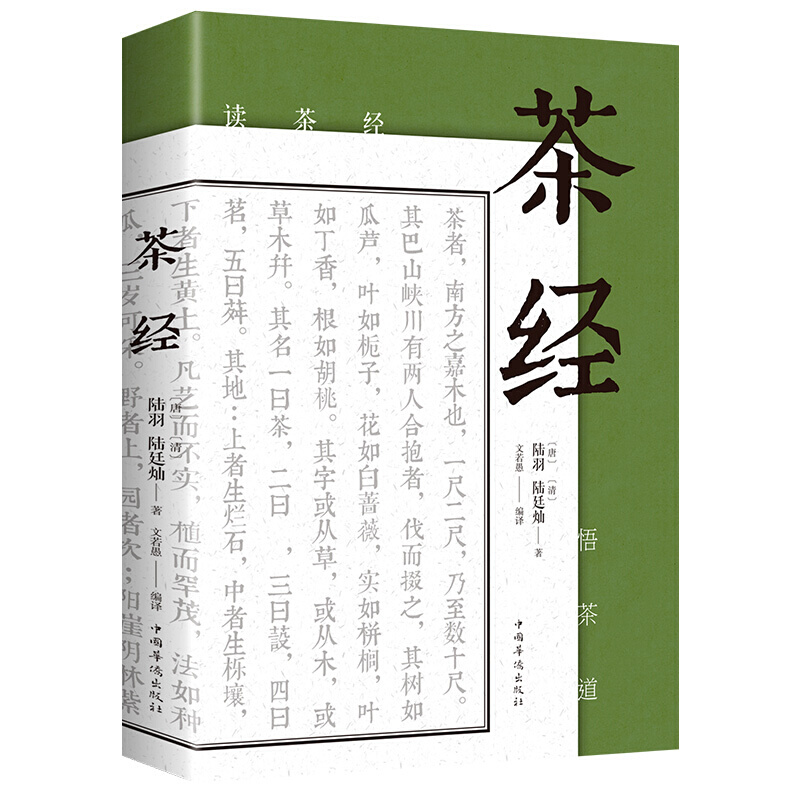 读茶经
茶经
〔唐〕陆羽 〔清〕陆廷灿 著
文若愚 编译
中国华侨出版社
悟茶道
茶者，南方之嘉木也，一尺二尺，乃至数十尺。
其巴山峡川有两人合抱者，伐而掇之，其树如
瓜芦，叶如栀子，花如白蔷薇，实如栟榈，叶
如丁香，根如胡桃。其字或从草，或从木，或
草木幷。其名一曰茶，二曰 ，三曰蔎，四曰
茗，五曰荈。其地：上者生烂石，中者生栎壤，
下者生黄土。凡艺而不实，植而罕茂，法如种
瓜，三岁可采。野者上，园者次；阳崖阴林紫
茶经
〔唐〕陆羽 〔清〕陆廷灿 著
文若愚 编译
中国华侨出版社